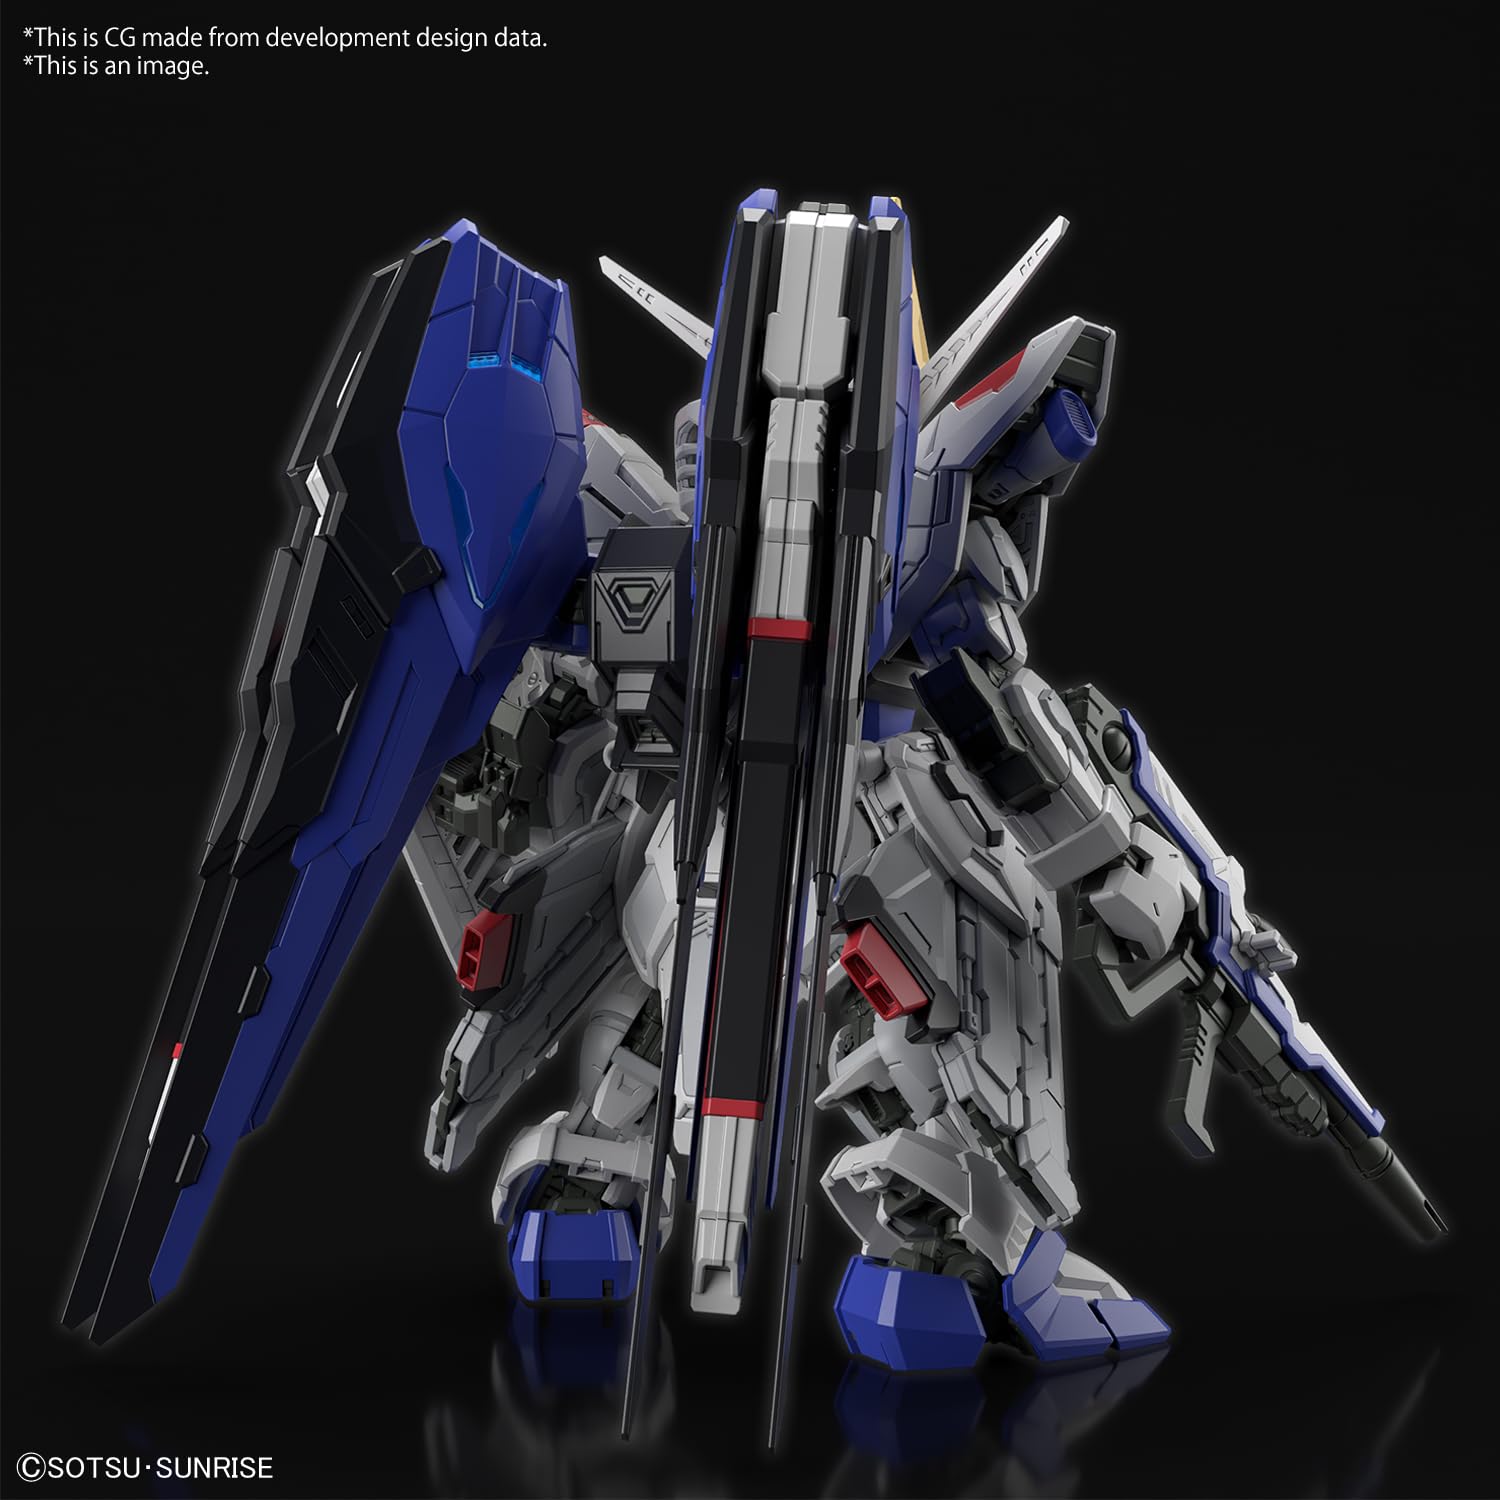 *This is CG made from development design data.
*This is an image.
©SOTSU・SUNRISE